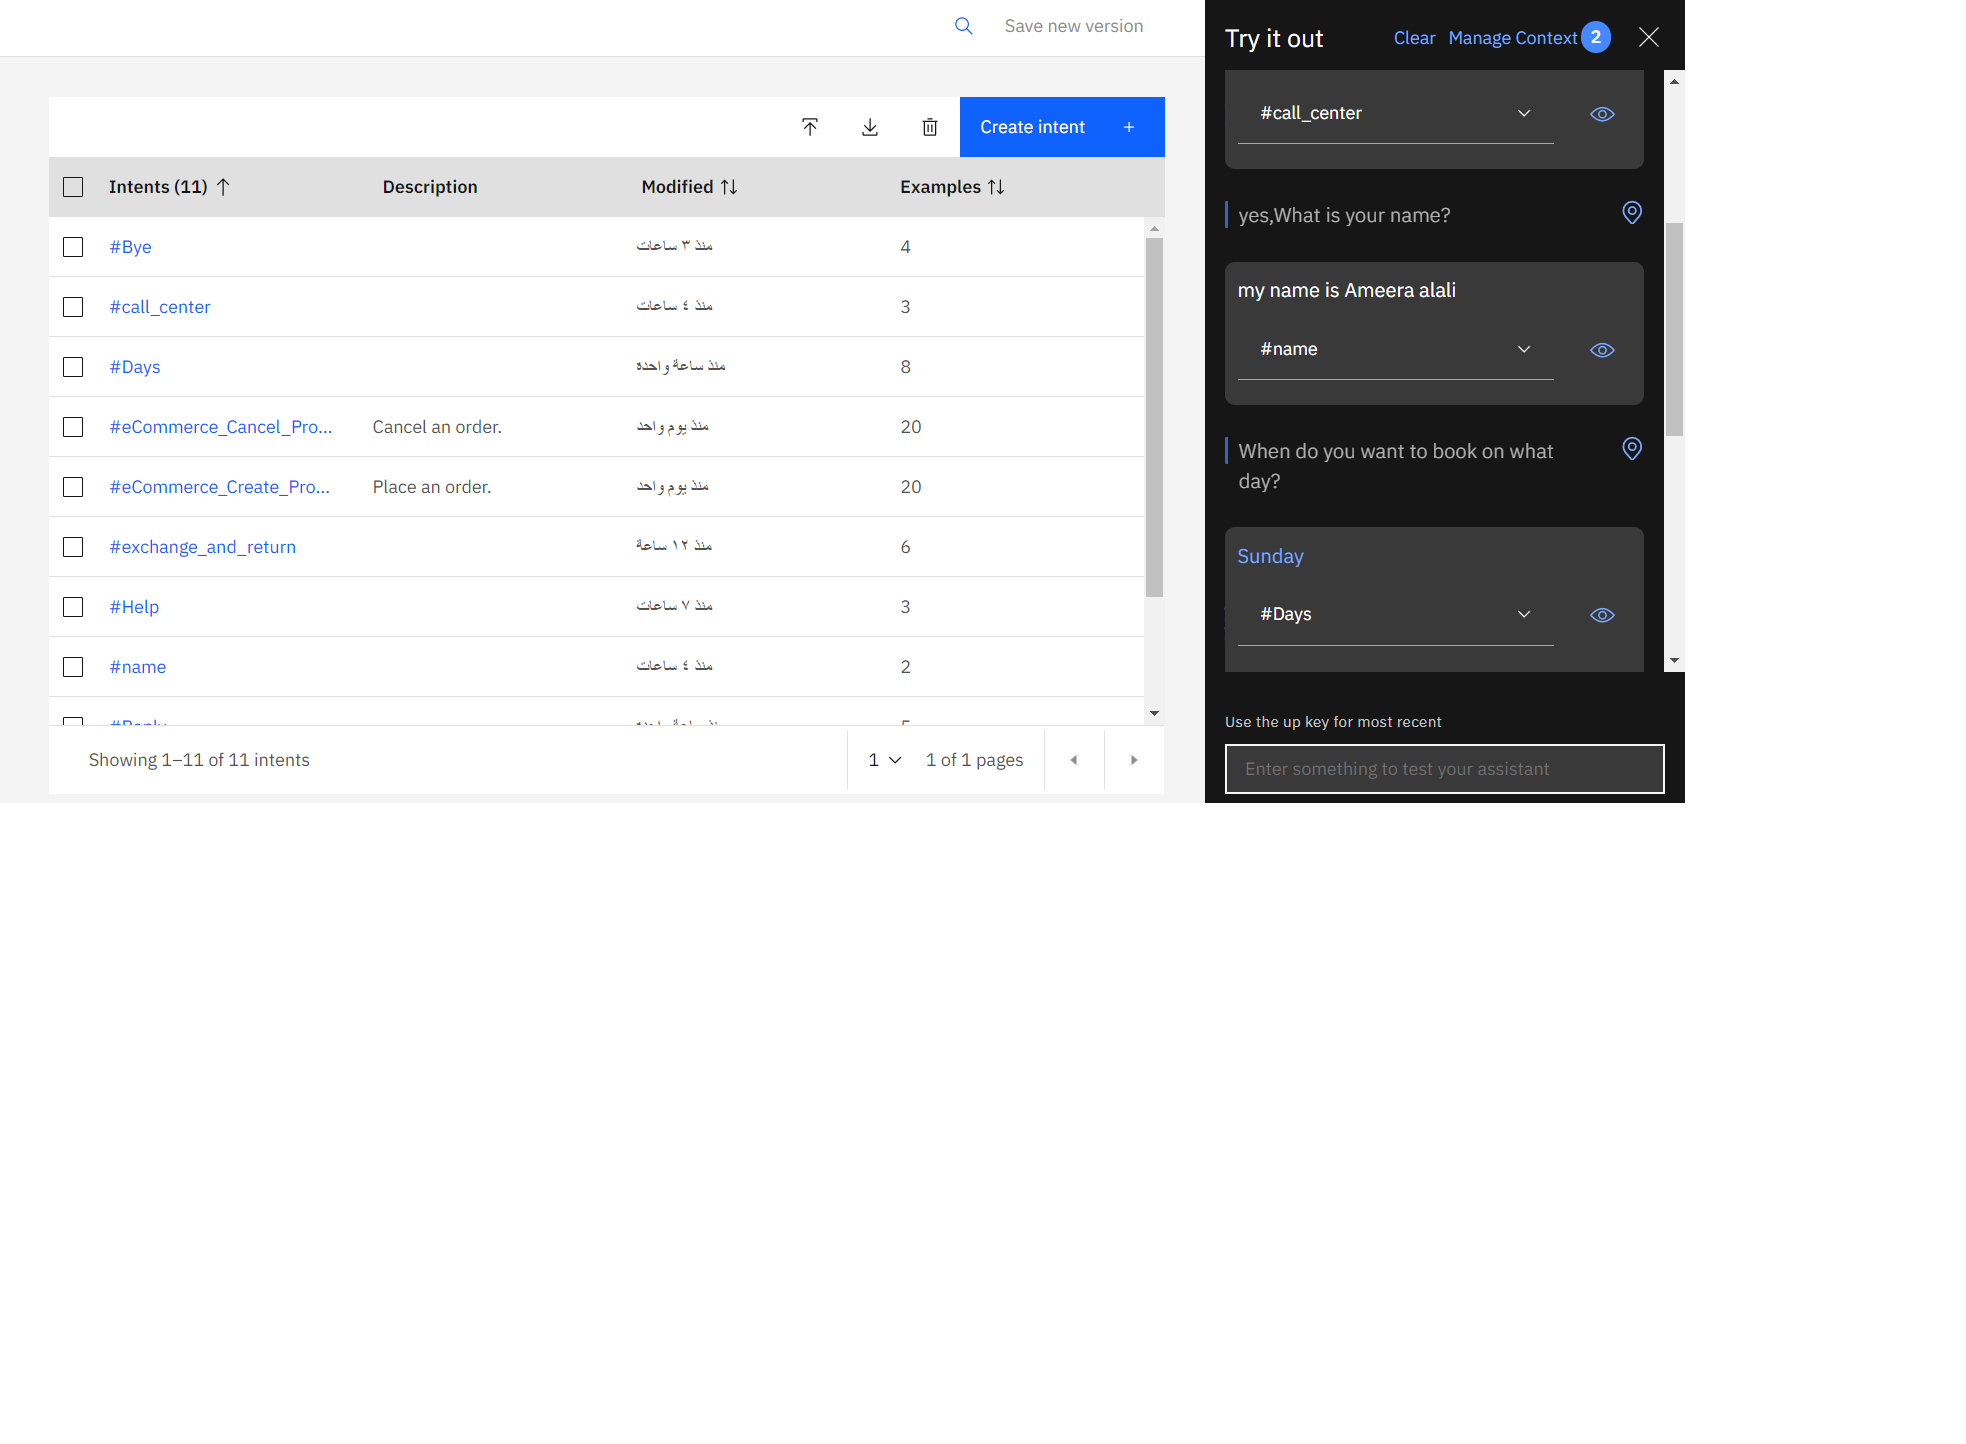 Save new version
Create intent +
Intents (11) Description Modified Examples
#Bye منذ ٣ ساعات 4
#call_center منذ ٤ ساعات 3
#Days منذ ساعة واحدة 8
#eCommerce_Cancel_Pro... Cancel an order. منذ يوم واحد 20
#eCommerce_Create_Pro... Place an order. منذ يوم واحد 20
#exchange_and_return منذ ١٢ ساعة 6
#Help منذ ٧ ساعات 3
#name منذ ٤ ساعات 2
Showing 1–11 of 11 intents 1 1 of 1 pages
Try it out Clear Manage Context 2
#call_center
yes,What is your name?
my name is Ameera alali
#name
When do you want to book on what
day?
Sunday
#Days
Use the up key for most recent
Enter something to test your assistant